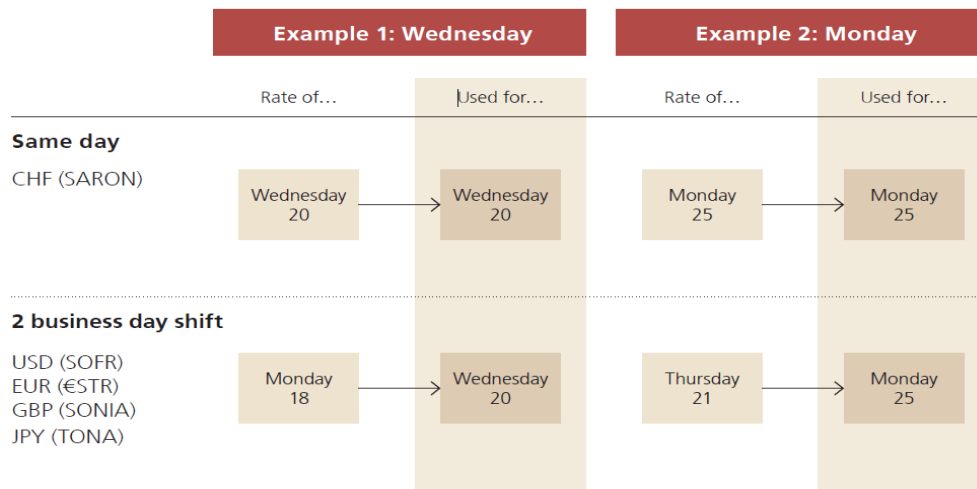 Example 1: Wednesday
Example 2: Monday
Rate of…
Used for…
Rate of…
Used for…
Same day
CHF (SARON)
Wednesday
20
Wednesday
20
Monday
25
Monday
25
2 business day shift
USD (SOFR)
EUR (€STR)
GBP (SONIA)
JPY (TONA)
Monday
18
Wednesday
20
Thursday
21
Monday
25